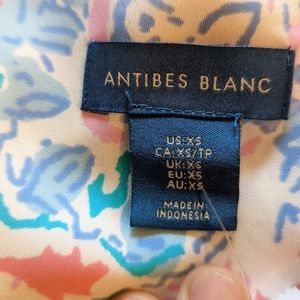 ANTIBES BLANC
US:XS
CA:XS/TP
UK:XS
EU:XS
AU:XS
MADE IN
INDONESIA